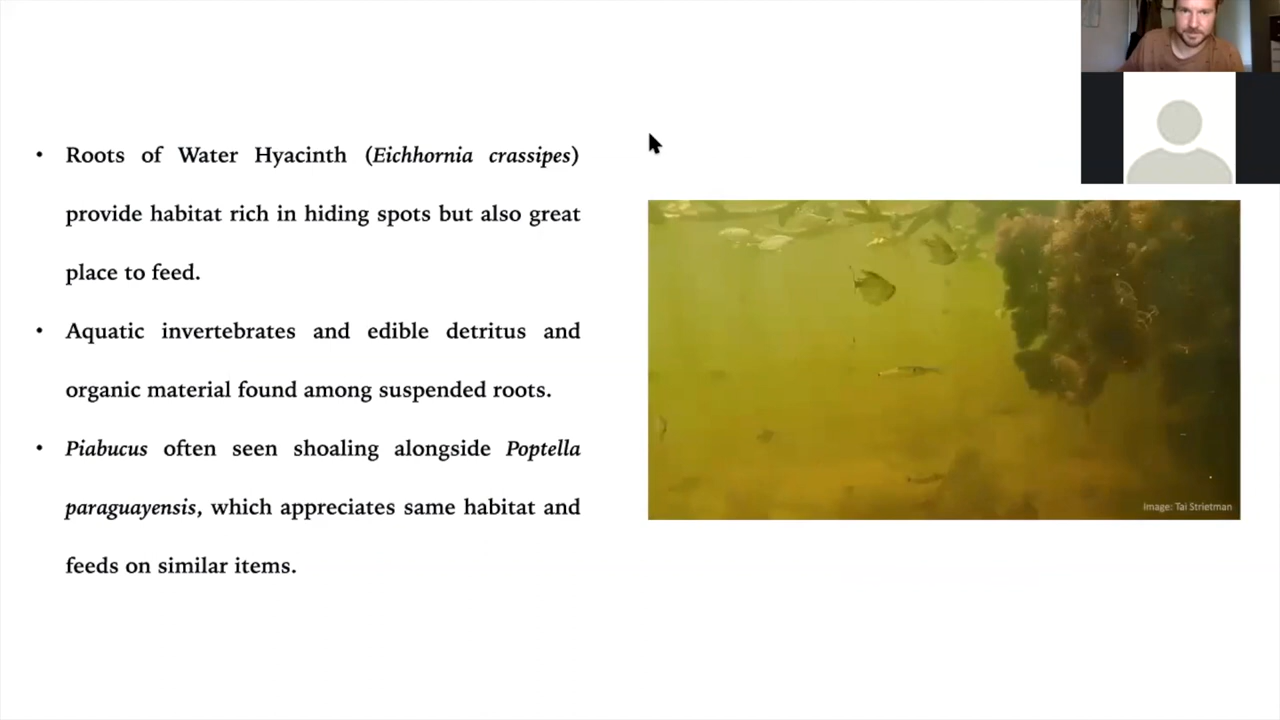 • Roots of Water Hyacinth (Eichhornia crassipes)
provide habitat rich in hiding spots but also great
place to feed.
• Aquatic invertebrates and edible detritus and
organic material found among suspended roots.
• Piabucus often seen shoaling alongside Poptella
paraguayensis, which appreciates same habitat and
feeds on similar items.
Image: Tai Strietman